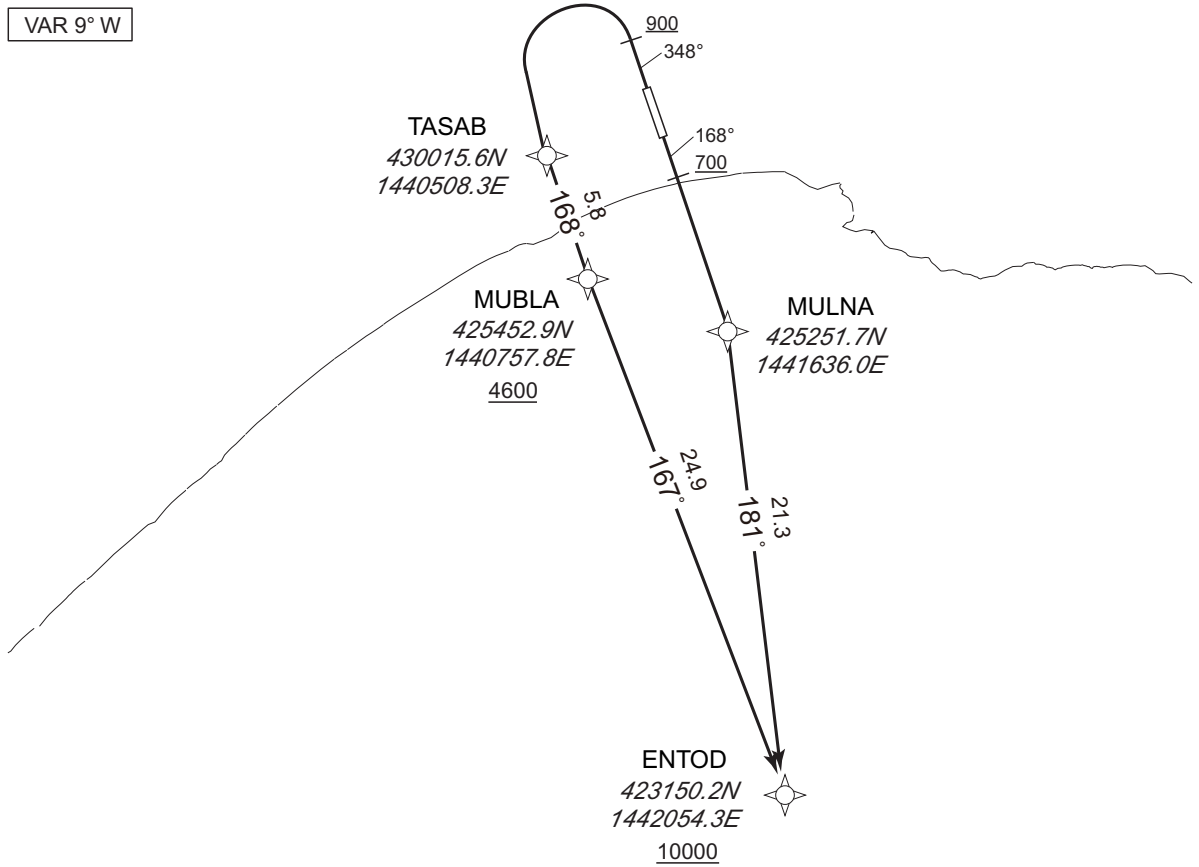 VAR 9° W
900
348°
168°
700
TASAB
430015.6N
1440508.3E
5.8
168°
MUBLA
425452.9N
1440757.8E
4600
MULNA
425251.7N
1441636.0E
24.9
167°
21.3
181°
ENTOD
423150.2N
1442054.3E
10000